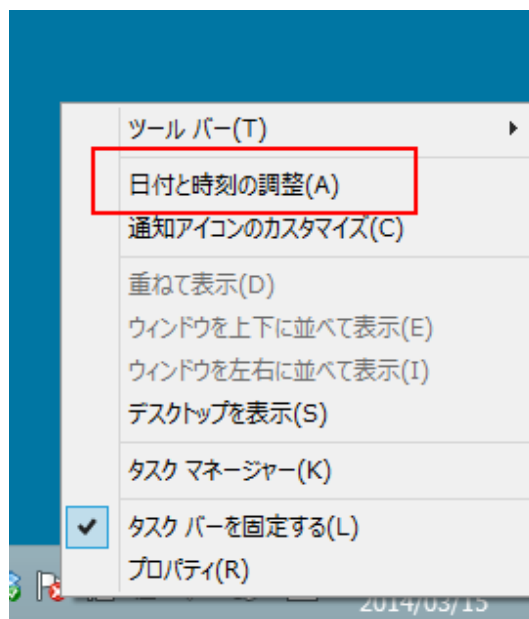 ツール バー(T)
日付と時刻の調整(A)
通知アイコンのカスタマイズ(C)
重ねて表示(D)
ウィンドウを上下に並べて表示(E)
ウィンドウを左右に並べて表示(I)
デスクトップを表示(S)
タスク マネージャー(K)
タスク バーを固定する(L)
プロパティ(R)
2014/03/15